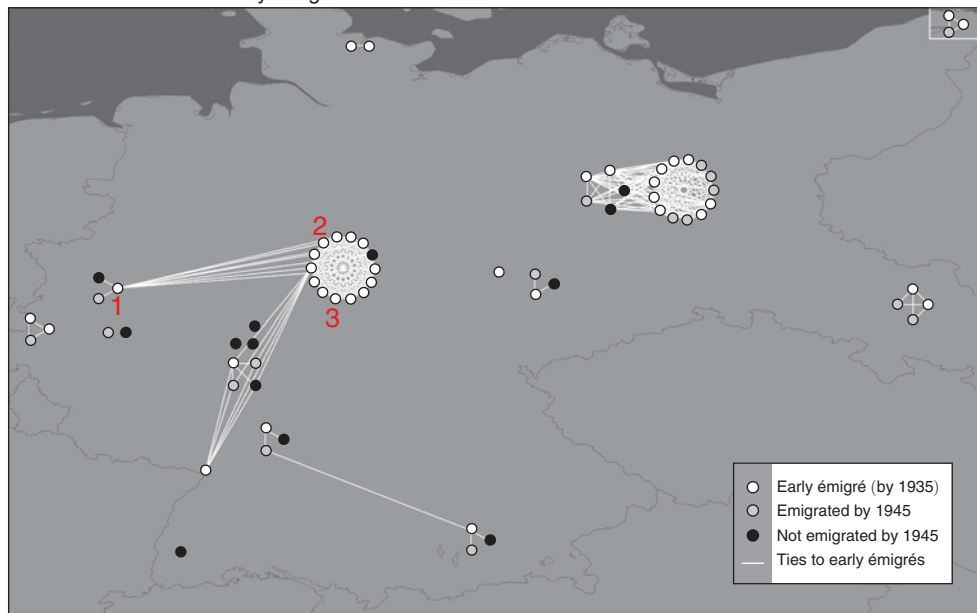 2
1
3
Early émigré (by 1935)
Emigrated by 1945
Not emigrated by 1945
Ties to early émigrés